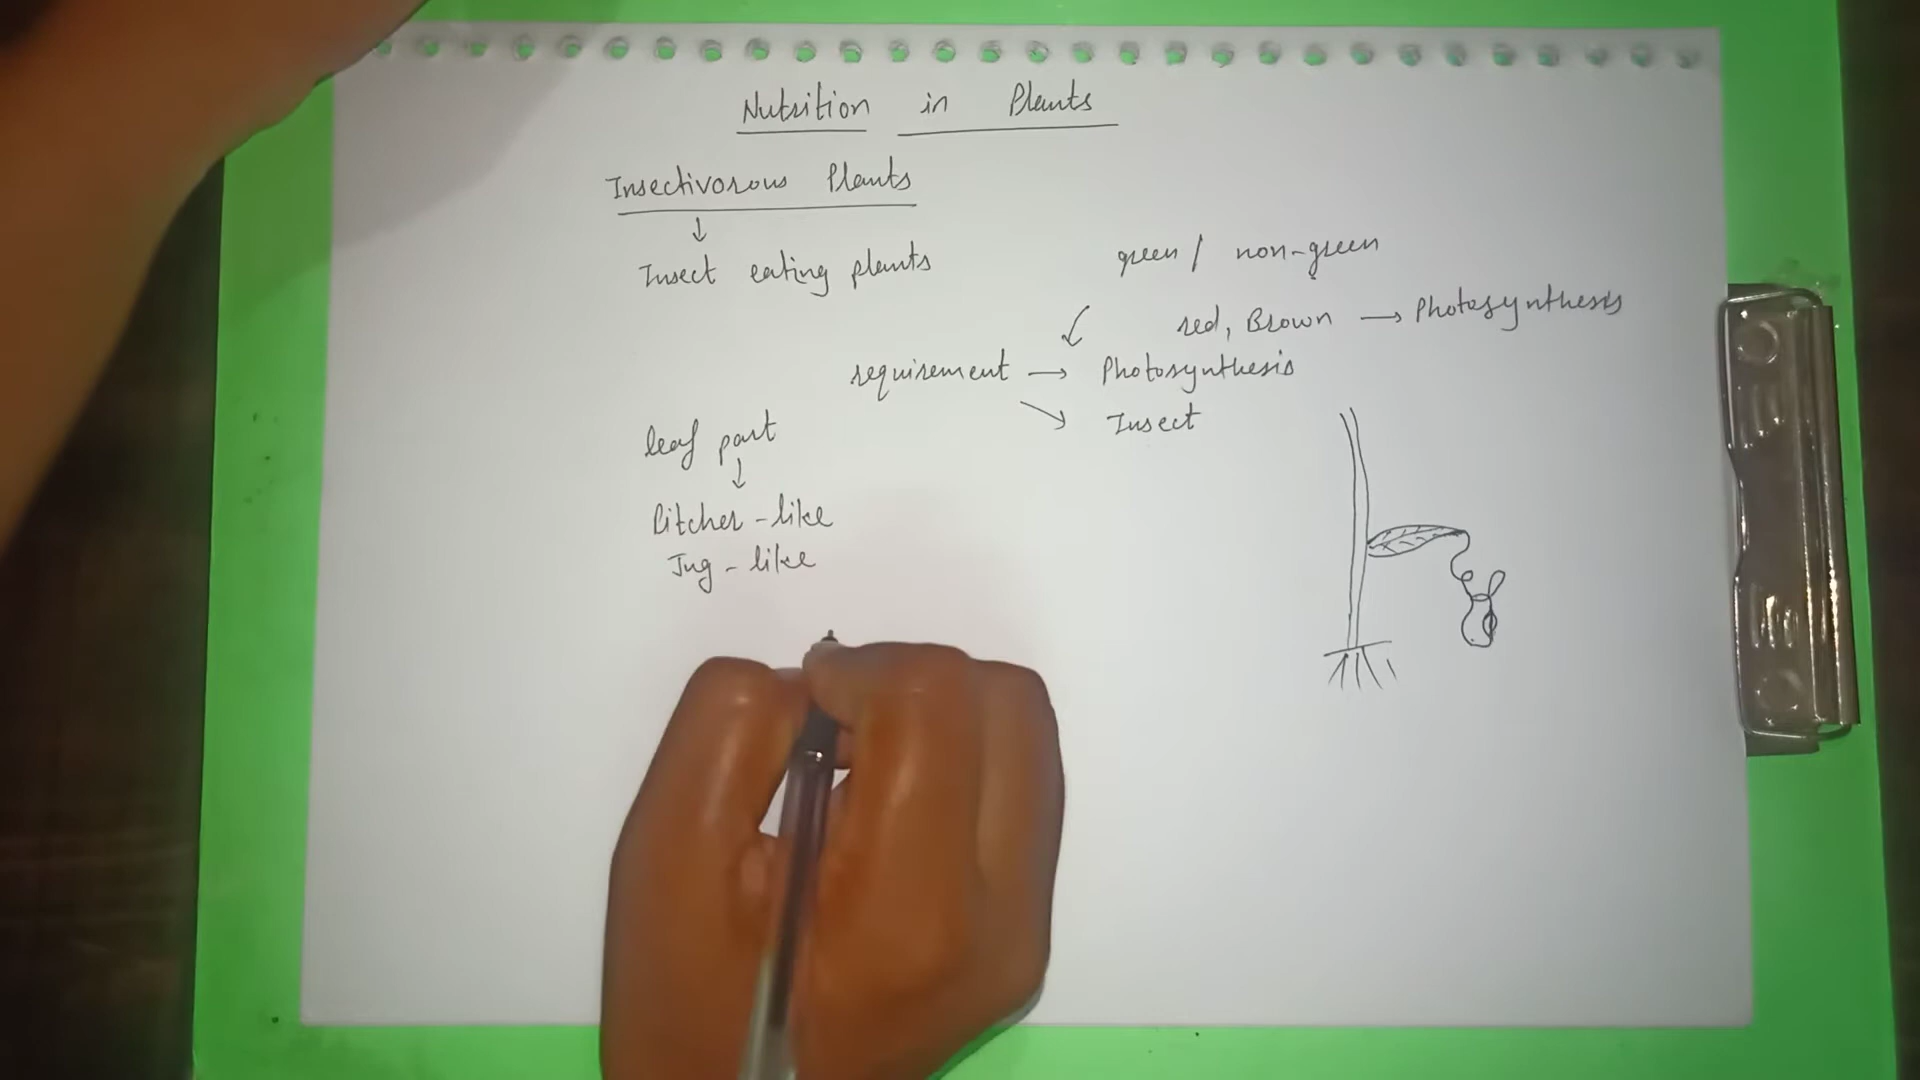 Nutrition in Plants
Insectivorous Plants
↓
Insect eating plants
green / non-green
red, Brown → Photosynthesis
requirement → Photosynthesis
Insect
leaf part
↓
Pitcher-like
Jug-like